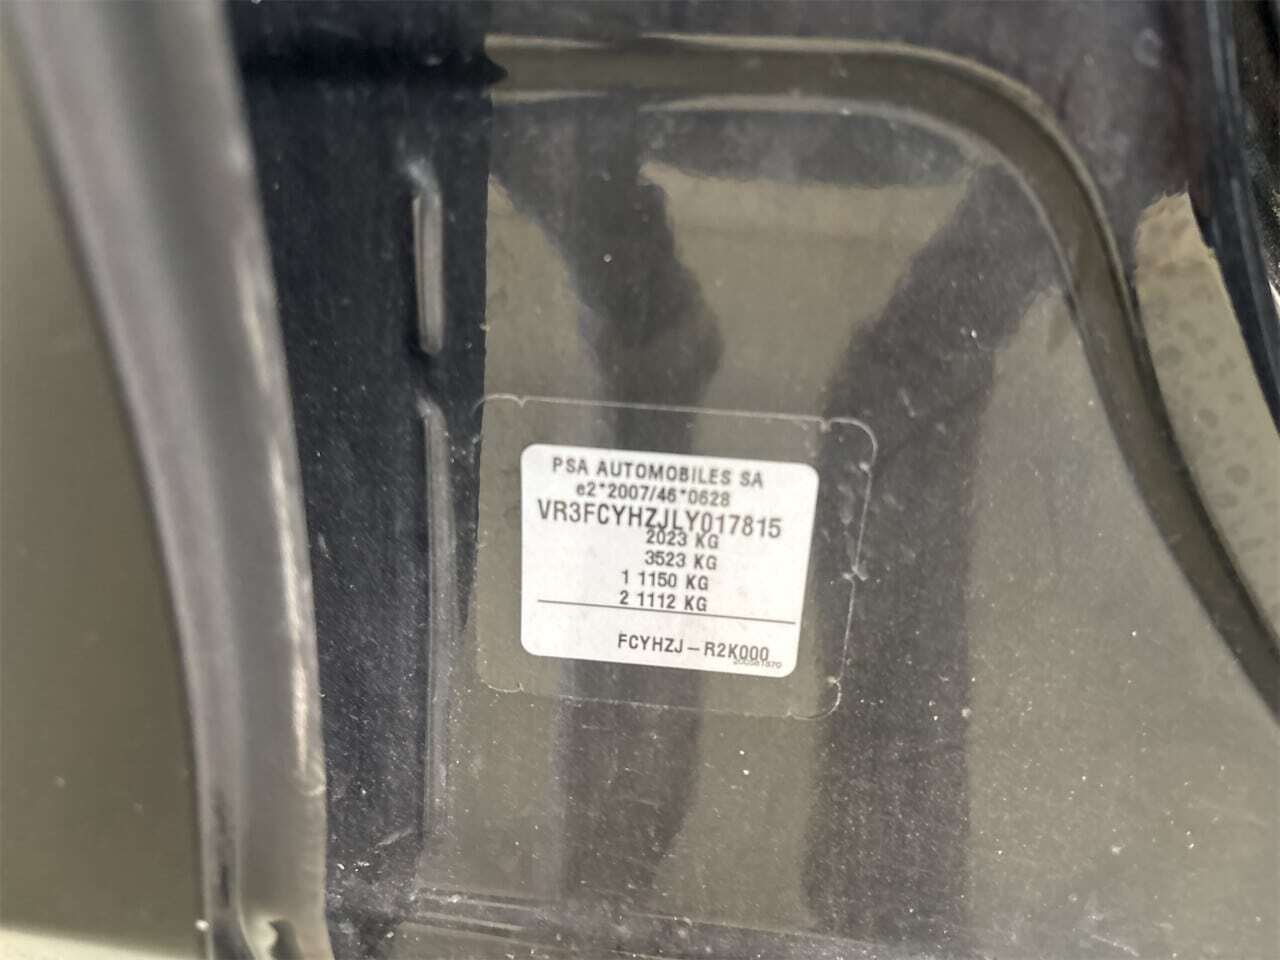 PSA AUTOMOBILES SA
e2*2007/46*0628
VR3FCYHZJLY017815
2023 KG
3523 KG
1 1150 KG
2 1112 KG
FCYHZJ-R2K000